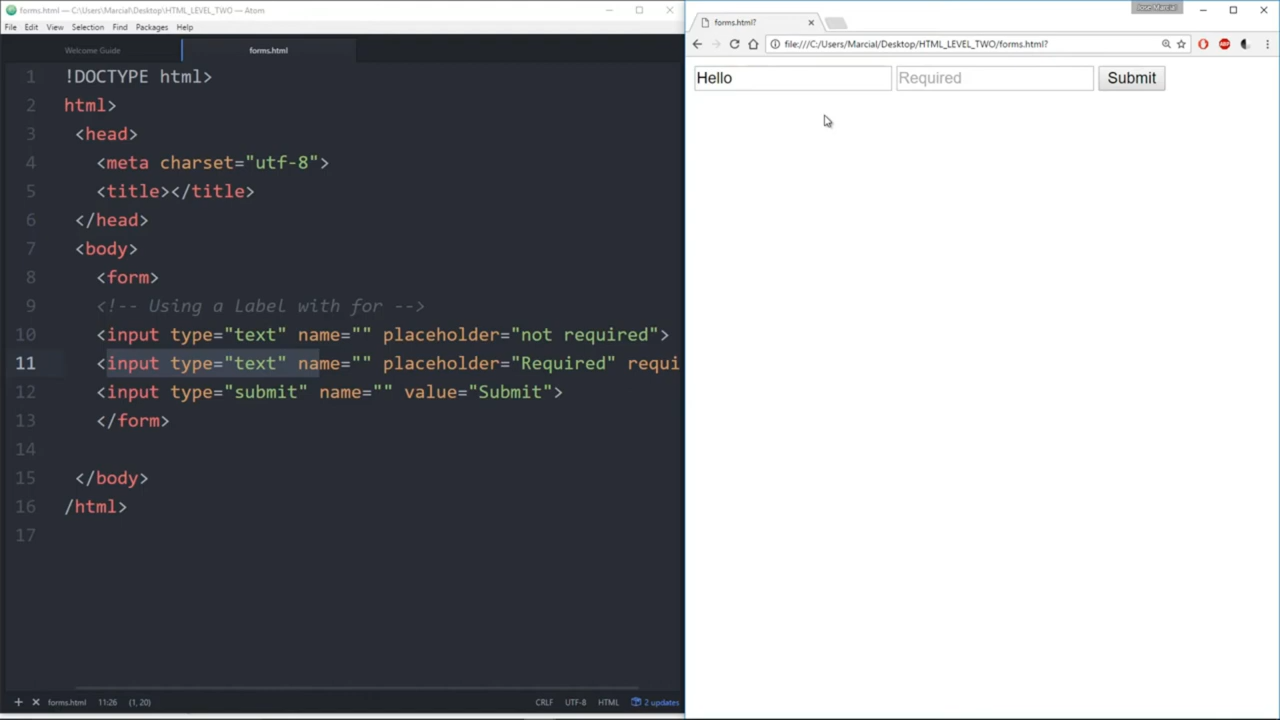 forms.html — C:\Users\Marcial\Desktop\HTML_LEVEL_TWO — Atom
File Edit View Selection Find Packages Help
Welcome Guide
forms.html
1 !DOCTYPE html>
2 html>
3 <head>
4 <meta charset="utf-8">
5 <title></title>
6 </head>
7 <body>
8 <form>
9 <!-- Using a Label with for -->
10 <input type="text" name="" placeholder="not required">
11 <input type="text" name="" placeholder="Required" requi
12 <input type="submit" name="" value="Submit">
13 </form>
14
15 </body>
16 /html>
17
forms.html 11:26 (1, 20)
CRLF UTF-8 HTML 2 updates
Jose Marcial
forms.html?
file:///C:/Users/Marcial/Desktop/HTML_LEVEL_TWO/forms.html?
ABP
Hello
Required
Submit